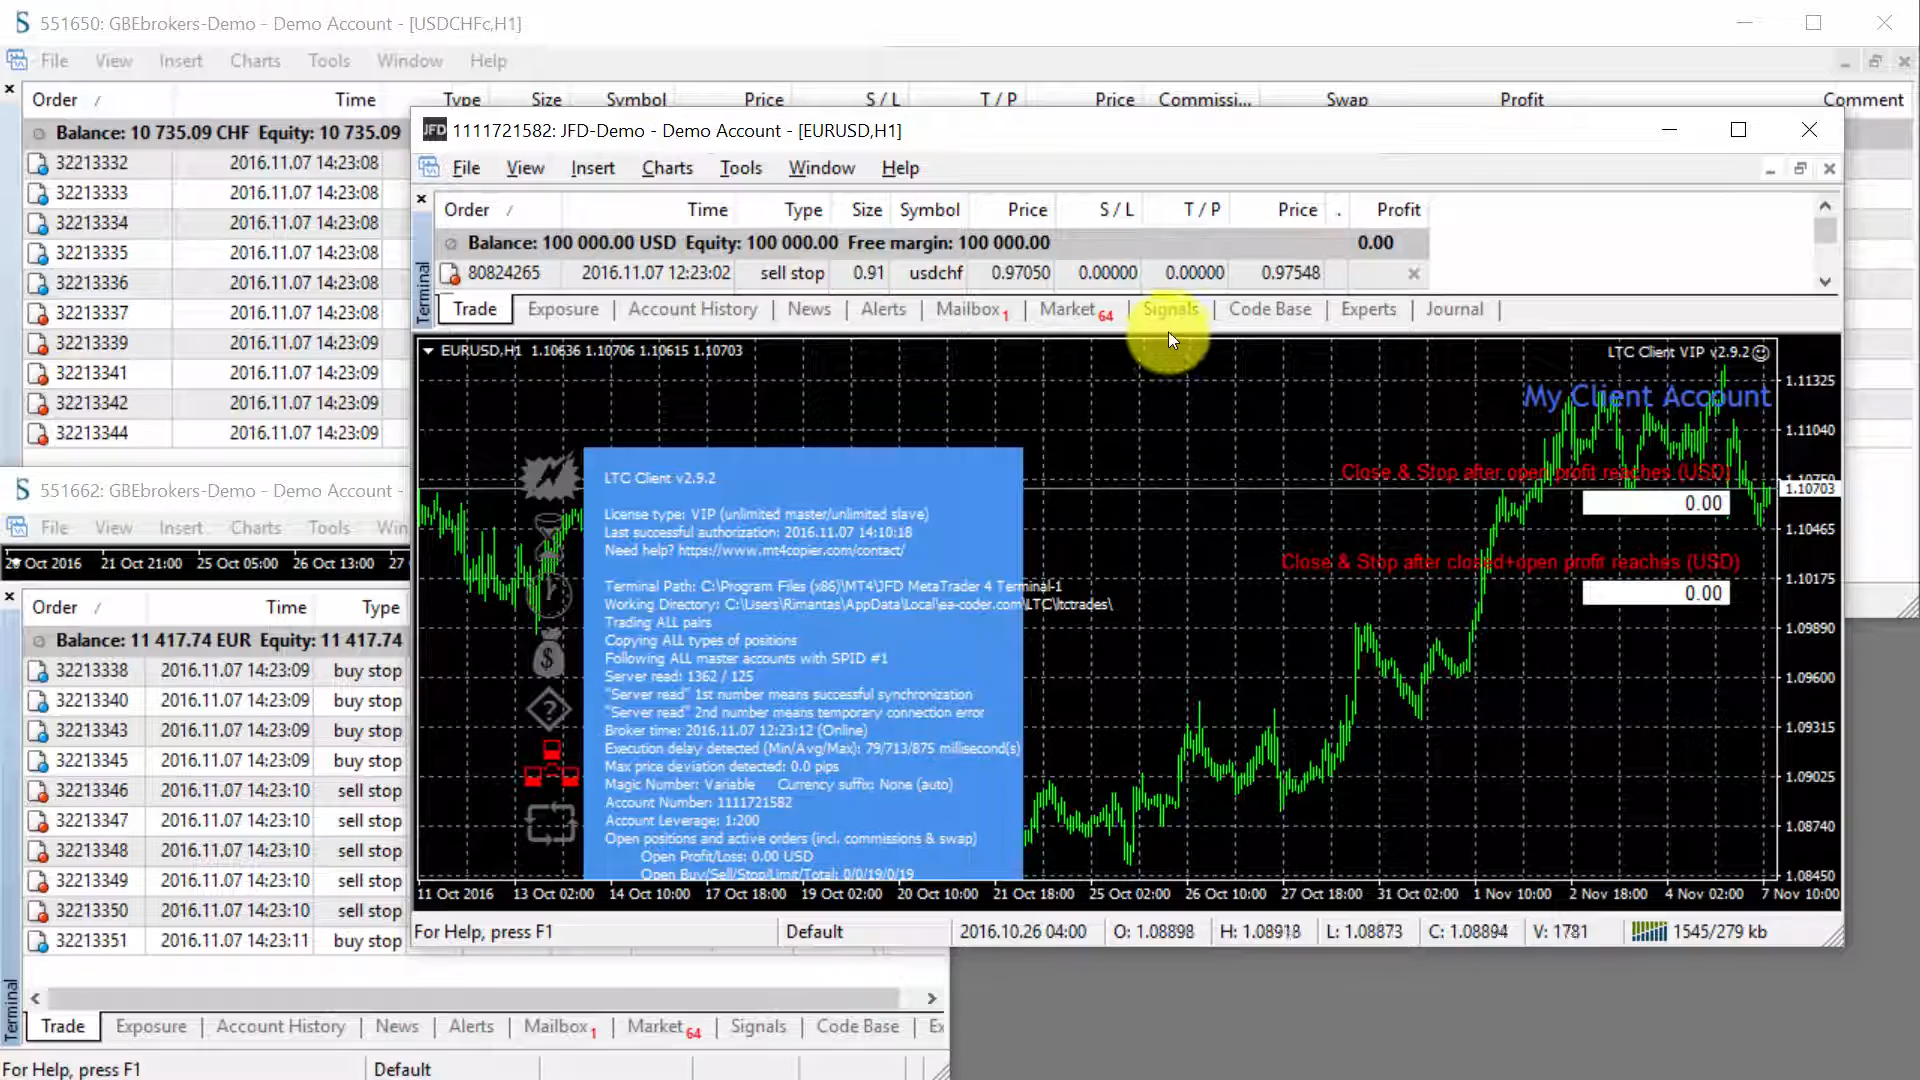 551650: GBEbrokers-Demo - Demo Account - [USDCHFc,H1]
File View Insert Charts Tools Window Help
Order / Time Type Size Symbol Price S / L T / P Price Commissi... Swap Profit Comment
Balance: 10 735.09 CHF Equity: 10 735.09
32213332 2016.11.07 14:23:08
32213333 2016.11.07 14:23:08
32213334 2016.11.07 14:23:08
32213335 2016.11.07 14:23:08
32213336 2016.11.07 14:23:08
32213337 2016.11.07 14:23:08
32213339 2016.11.07 14:23:09
32213341 2016.11.07 14:23:09
32213342 2016.11.07 14:23:09
32213344 2016.11.07 14:23:09
551662: GBEbrokers-Demo - Demo Account -
File View Insert Charts Tools Win
Oct 2016 21 Oct 21:00 25 Oct 05:00 26 Oct 13:00 27
Order / Time Type
Balance: 11 417.74 EUR Equity: 11 417.74
32213338 2016.11.07 14:23:09 buy stop
32213340 2016.11.07 14:23:09 buy stop
32213343 2016.11.07 14:23:09 buy stop
32213345 2016.11.07 14:23:09 buy stop
32213346 2016.11.07 14:23:10 sell stop
32213347 2016.11.07 14:23:10 sell stop
32213348 2016.11.07 14:23:10 sell stop
32213349 2016.11.07 14:23:10 sell stop
32213350 2016.11.07 14:23:10 sell stop
32213351 2016.11.07 14:23:11 buy stop
Terminal
Trade Exposure Account History News Alerts Mailbox 1 Market 64 Signals Code Base Ex
For Help, press F1 Default
JFD 1111721582: JFD-Demo - Demo Account - [EURUSD,H1]
File View Insert Charts Tools Window Help
Order / Time Type Size Symbol Price S / L T / P Price . Profit
Balance: 100 000.00 USD Equity: 100 000.00 Free margin: 100 000.00 0.00
80824265 2016.11.07 12:23:02 sell stop 0.91 usdchf 0.97050 0.00000 0.00000 0.97548
Terminal
Trade Exposure Account History News Alerts Mailbox 1 Market 64 Signals Code Base Experts Journal
EURUSD,H1 1.10636 1.10706 1.10615 1.10703
LTC Client VIP v2.9.2
My Client Account
Close & Stop after open profit reaches (USD)
0.00
Close & Stop after closed+open profit reaches (USD)
0.00
LTC Client v2.9.2
License type: VIP (unlimited master/unlimited slave)
Last successful authorization: 2016.11.07 14:10:18
Need help? https://www.mt4copier.com/contact/
Terminal Path: C:\Program Files (x86)\MT4\JFD MetaTrader 4 Terminal-1
Working Directory: C:\Users\Rimantas\AppData\Local\ea-coder.com\LTC\ltctrades\
Trading ALL pairs
Copying ALL types of positions
Following ALL master accounts with SPID #1
Server read: 1362 / 125
"Server read" 1st number means successful synchronization
"Server read" 2nd number means temporary connection error
Broker time: 2016.11.07 12:23:12 (Online)
Execution delay detected (Min/Avg/Max): 79/713/875 millisecond(s)
Max price deviation detected: 0.0 pips
Magic Number: Variable Currency suffix: None (auto)
Account Number: 1111721582
Account Leverage: 1:200
Open positions and active orders (incl. commissions & swap)
Open Profit/Loss: 0.00 USD
Open Buy/Sell/Stop/Limit/Total: 0/0/19/0/19
1.11325
1.11040
1.10703
1.10465
1.10175
1.09890
1.09600
1.09315
1.09025
1.08740
1.08450
11 Oct 2016 13 Oct 02:00 14 Oct 10:00 17 Oct 18:00 19 Oct 02:00 20 Oct 10:00 21 Oct 18:00 25 Oct 02:00 26 Oct 10:00 27 Oct 18:00 31 Oct 02:00 1 Nov 10:00 2 Nov 18:00 4 Nov 02:00 7 Nov 10:00
For Help, press F1 Default 2016.10.26 04:00 O: 1.08898 H: 1.08918 L: 1.08873 C: 1.08894 V: 1781 1545/279 kb